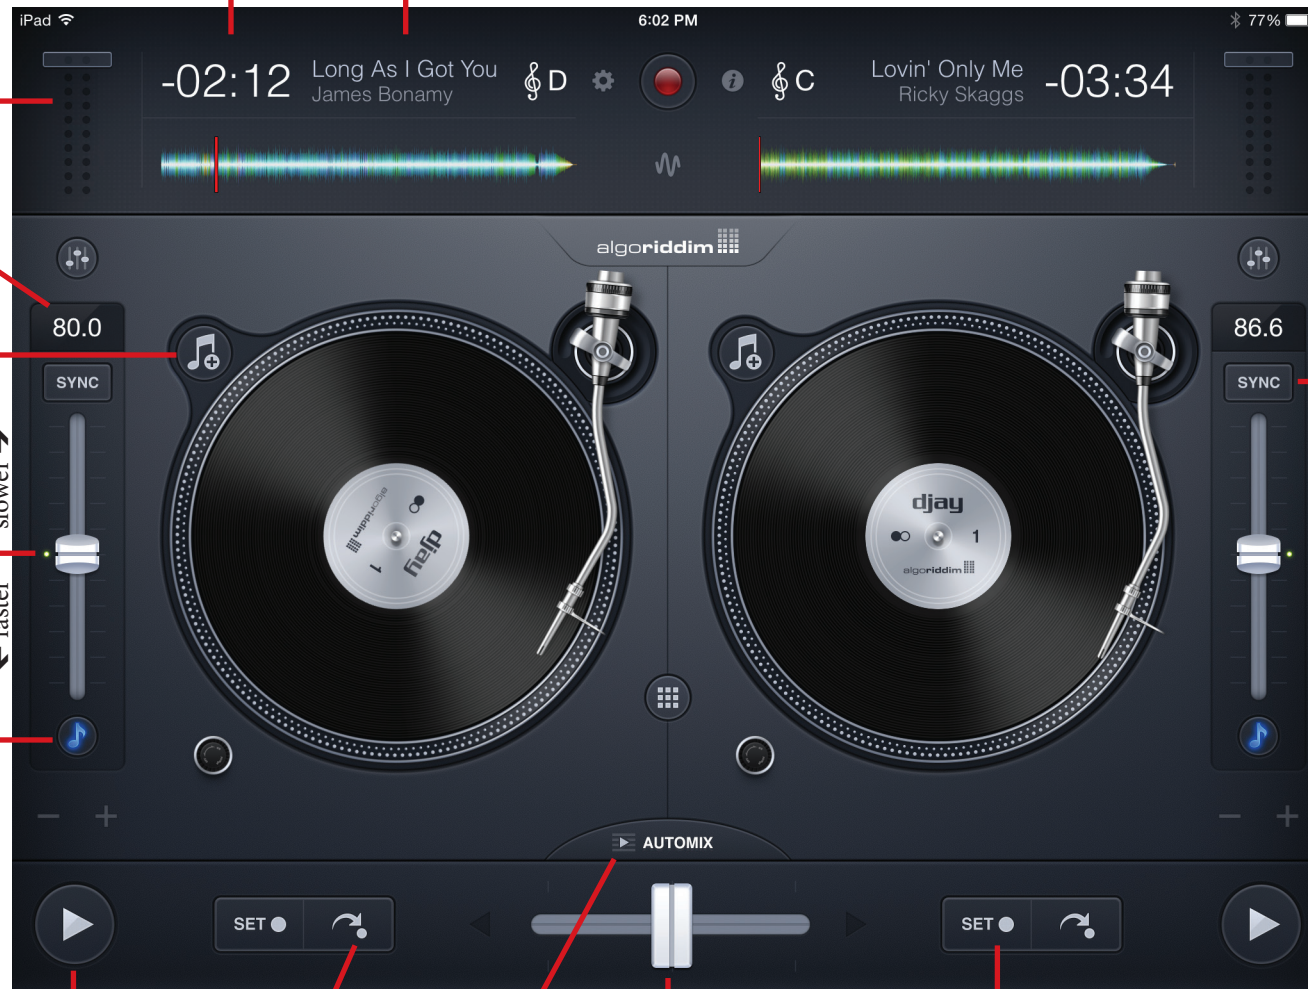 iPad 6:02 PM 77%
-02:12 Long As I Got You D C Lovin' Only Me -03:34
James Bonamy Ricky Skaggs
algoriddim
80.0 86.6
SYNC SYNC
slower
faster
djay
1
algoriddim
djay
1
algoriddim
AUTOMIX
SET SET